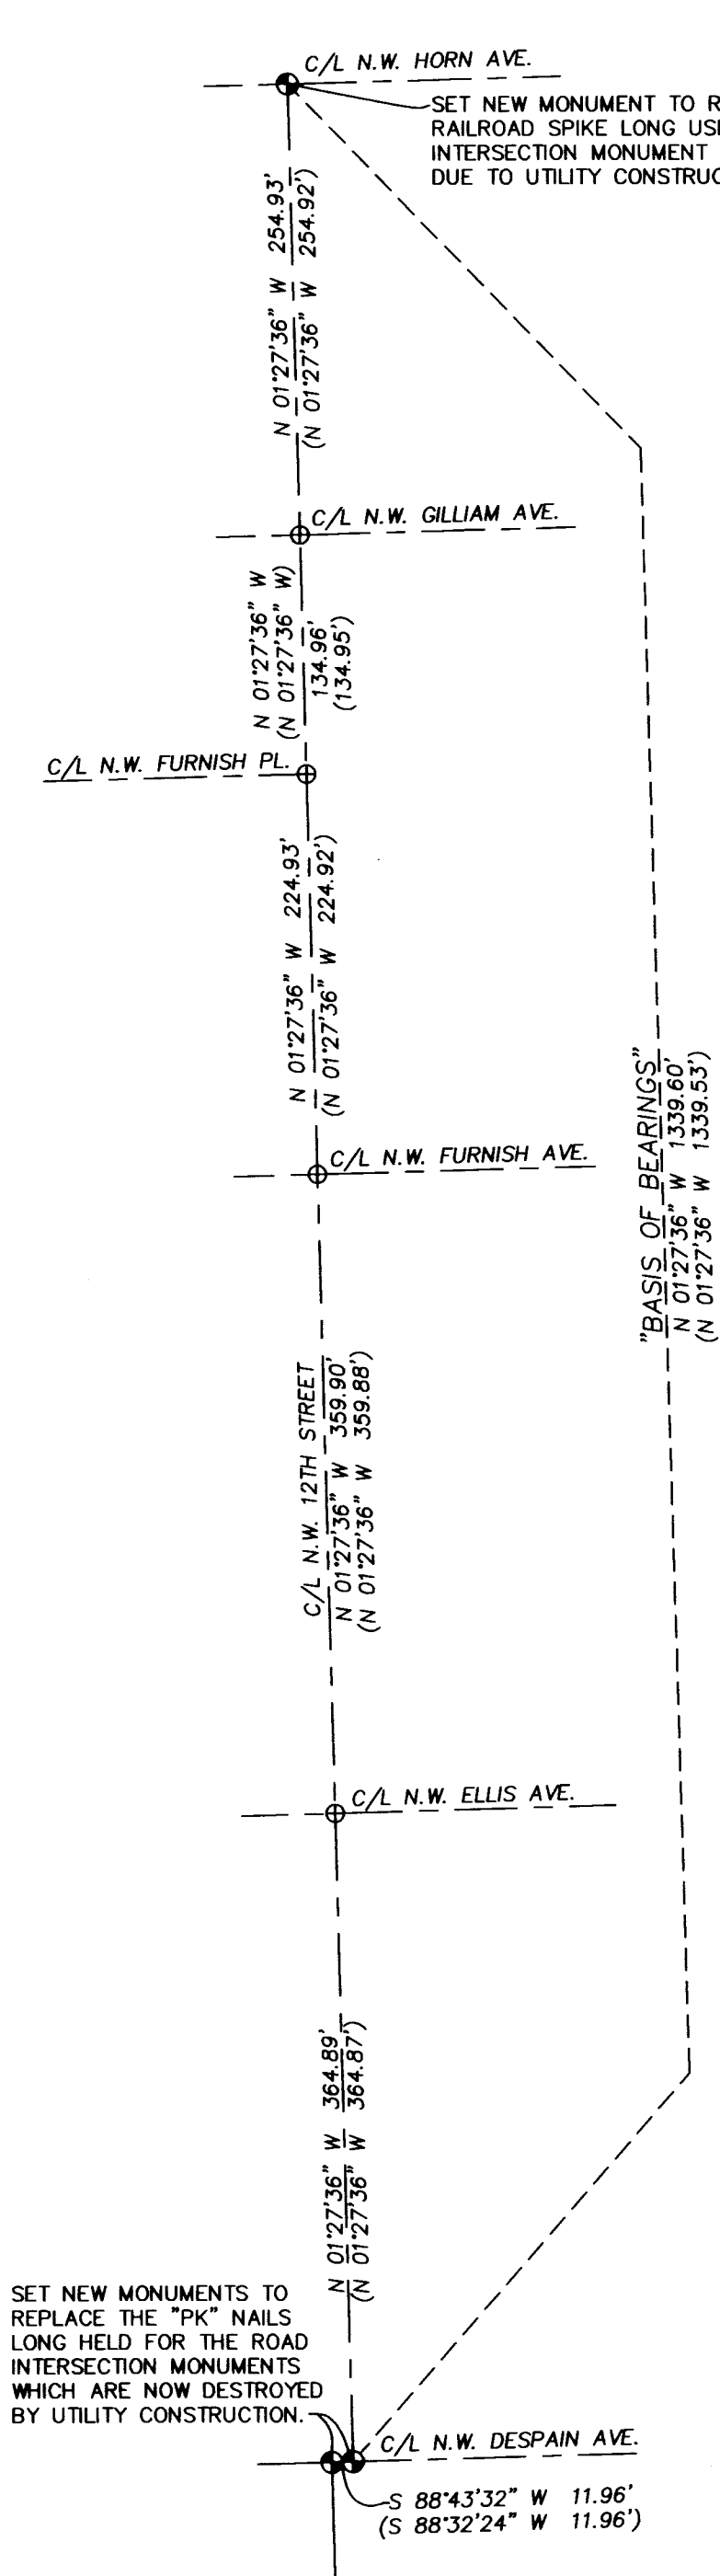 C/L N.W. HORN AVE.
SET NEW MONUMENT TO
RAILROAD SPIKE LONG
INTERSECTION MONUMENT
DUE TO UTILITY
N 01°27'36" W 254.93'
(N 01°27'36" W 254.92')
C/L N.W. GILLIAM AVE.
N 01°27'36" W
(N 01°27'36" W)
134.96'
(134.95')
C/L N.W. FURNISH PL.
N 01°27'36" W 224.93'
(N 01°27'36" W 224.92')
C/L N.W. FURNISH AVE.
"BASIS OF BEARINGS"
N 01°27'36" W 1339.60'
(N 01°27'36" W 1339.53')
C/L N.W. 12TH STREET
N 01°27'36" W 359.90'
(N 01°27'36" W 359.88')
C/L N.W. ELLIS AVE.
N 01°27'36" W 364.89'
(N 01°27'36" W 364.87')
SET NEW MONUMENTS TO
REPLACE THE "PK" NAILS
LONG HELD FOR THE ROAD
INTERSECTION MONUMENTS
WHICH ARE NOW DESTROYED
BY UTILITY CONSTRUCTION.
C/L N.W. DESPAIN AVE.
S 88°43'32" W 11.96'
(S 88°32'24" W 11.96')